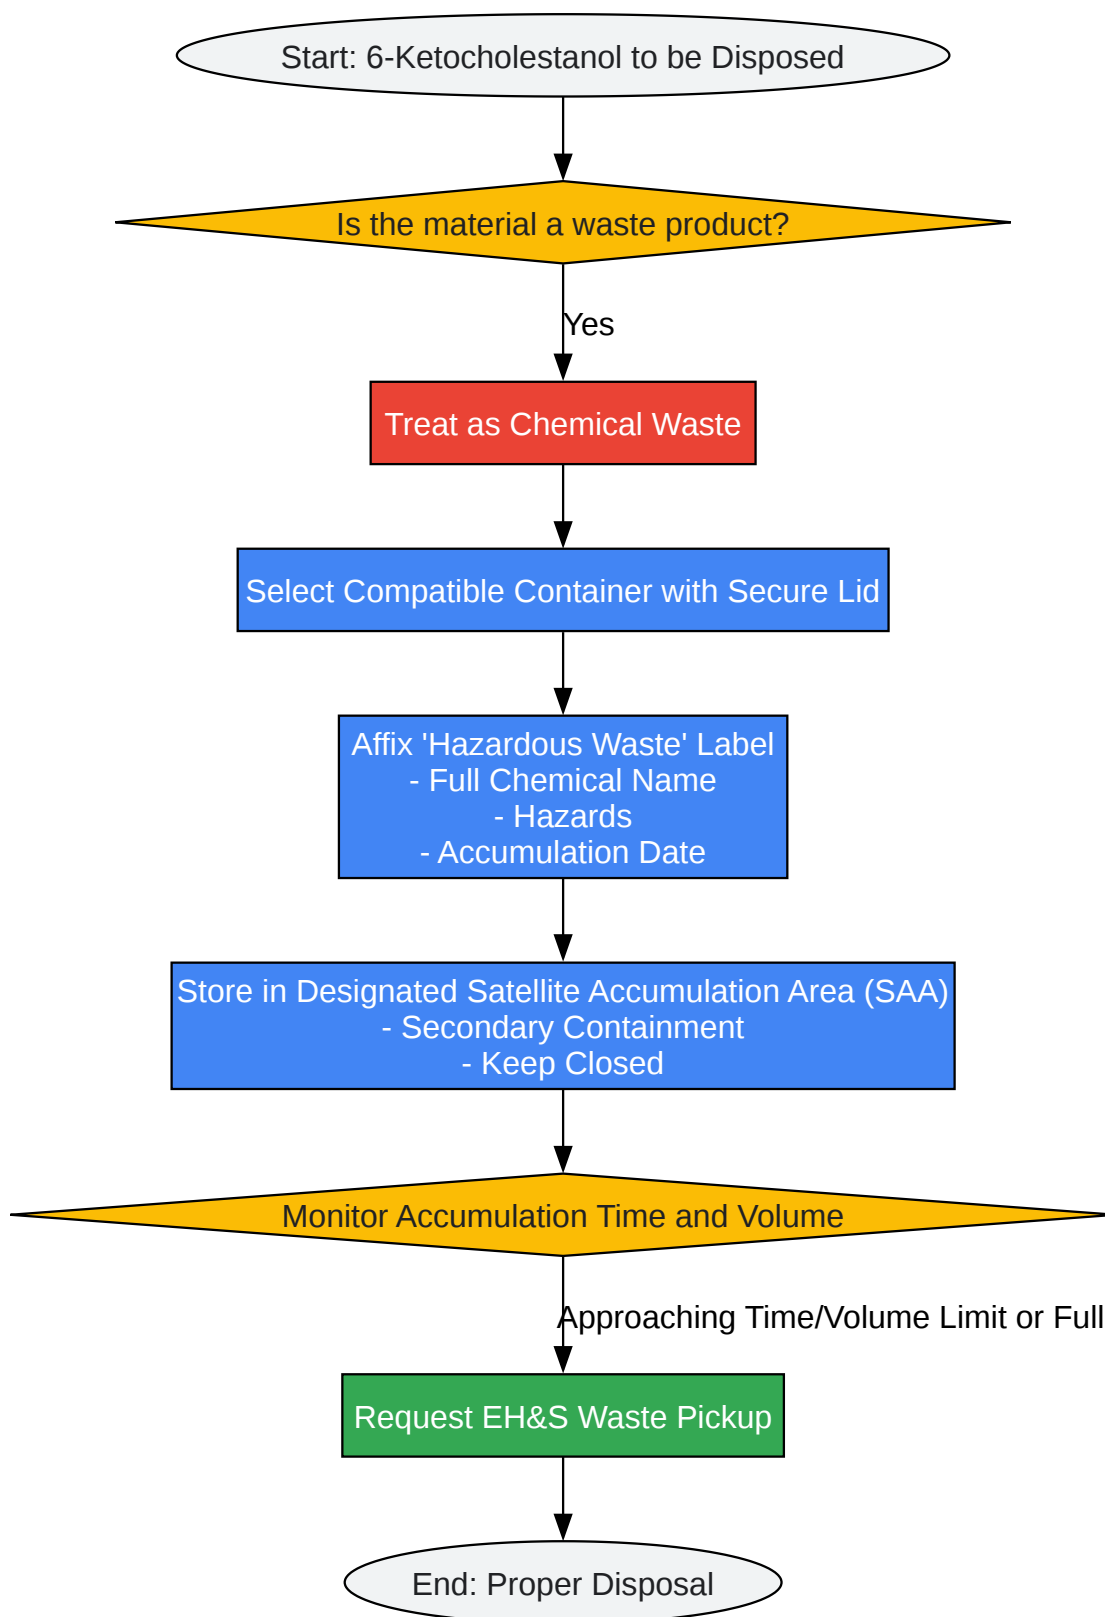 Start: 6-Ketocholestanol to be Disposed
Is the material a waste product?
Yes
Treat as Chemical Waste
Select Compatible Container with Secure Lid
Affix 'Hazardous Waste' Label
- Full Chemical Name
- Hazards
- Accumulation Date
Store in Designated Satellite Accumulation Area (SAA)
- Secondary Containment
- Keep Closed
Monitor Accumulation Time and Volume
Approaching Time/Volume Limit or Full
Request EH&S Waste Pickup
End: Proper Disposal